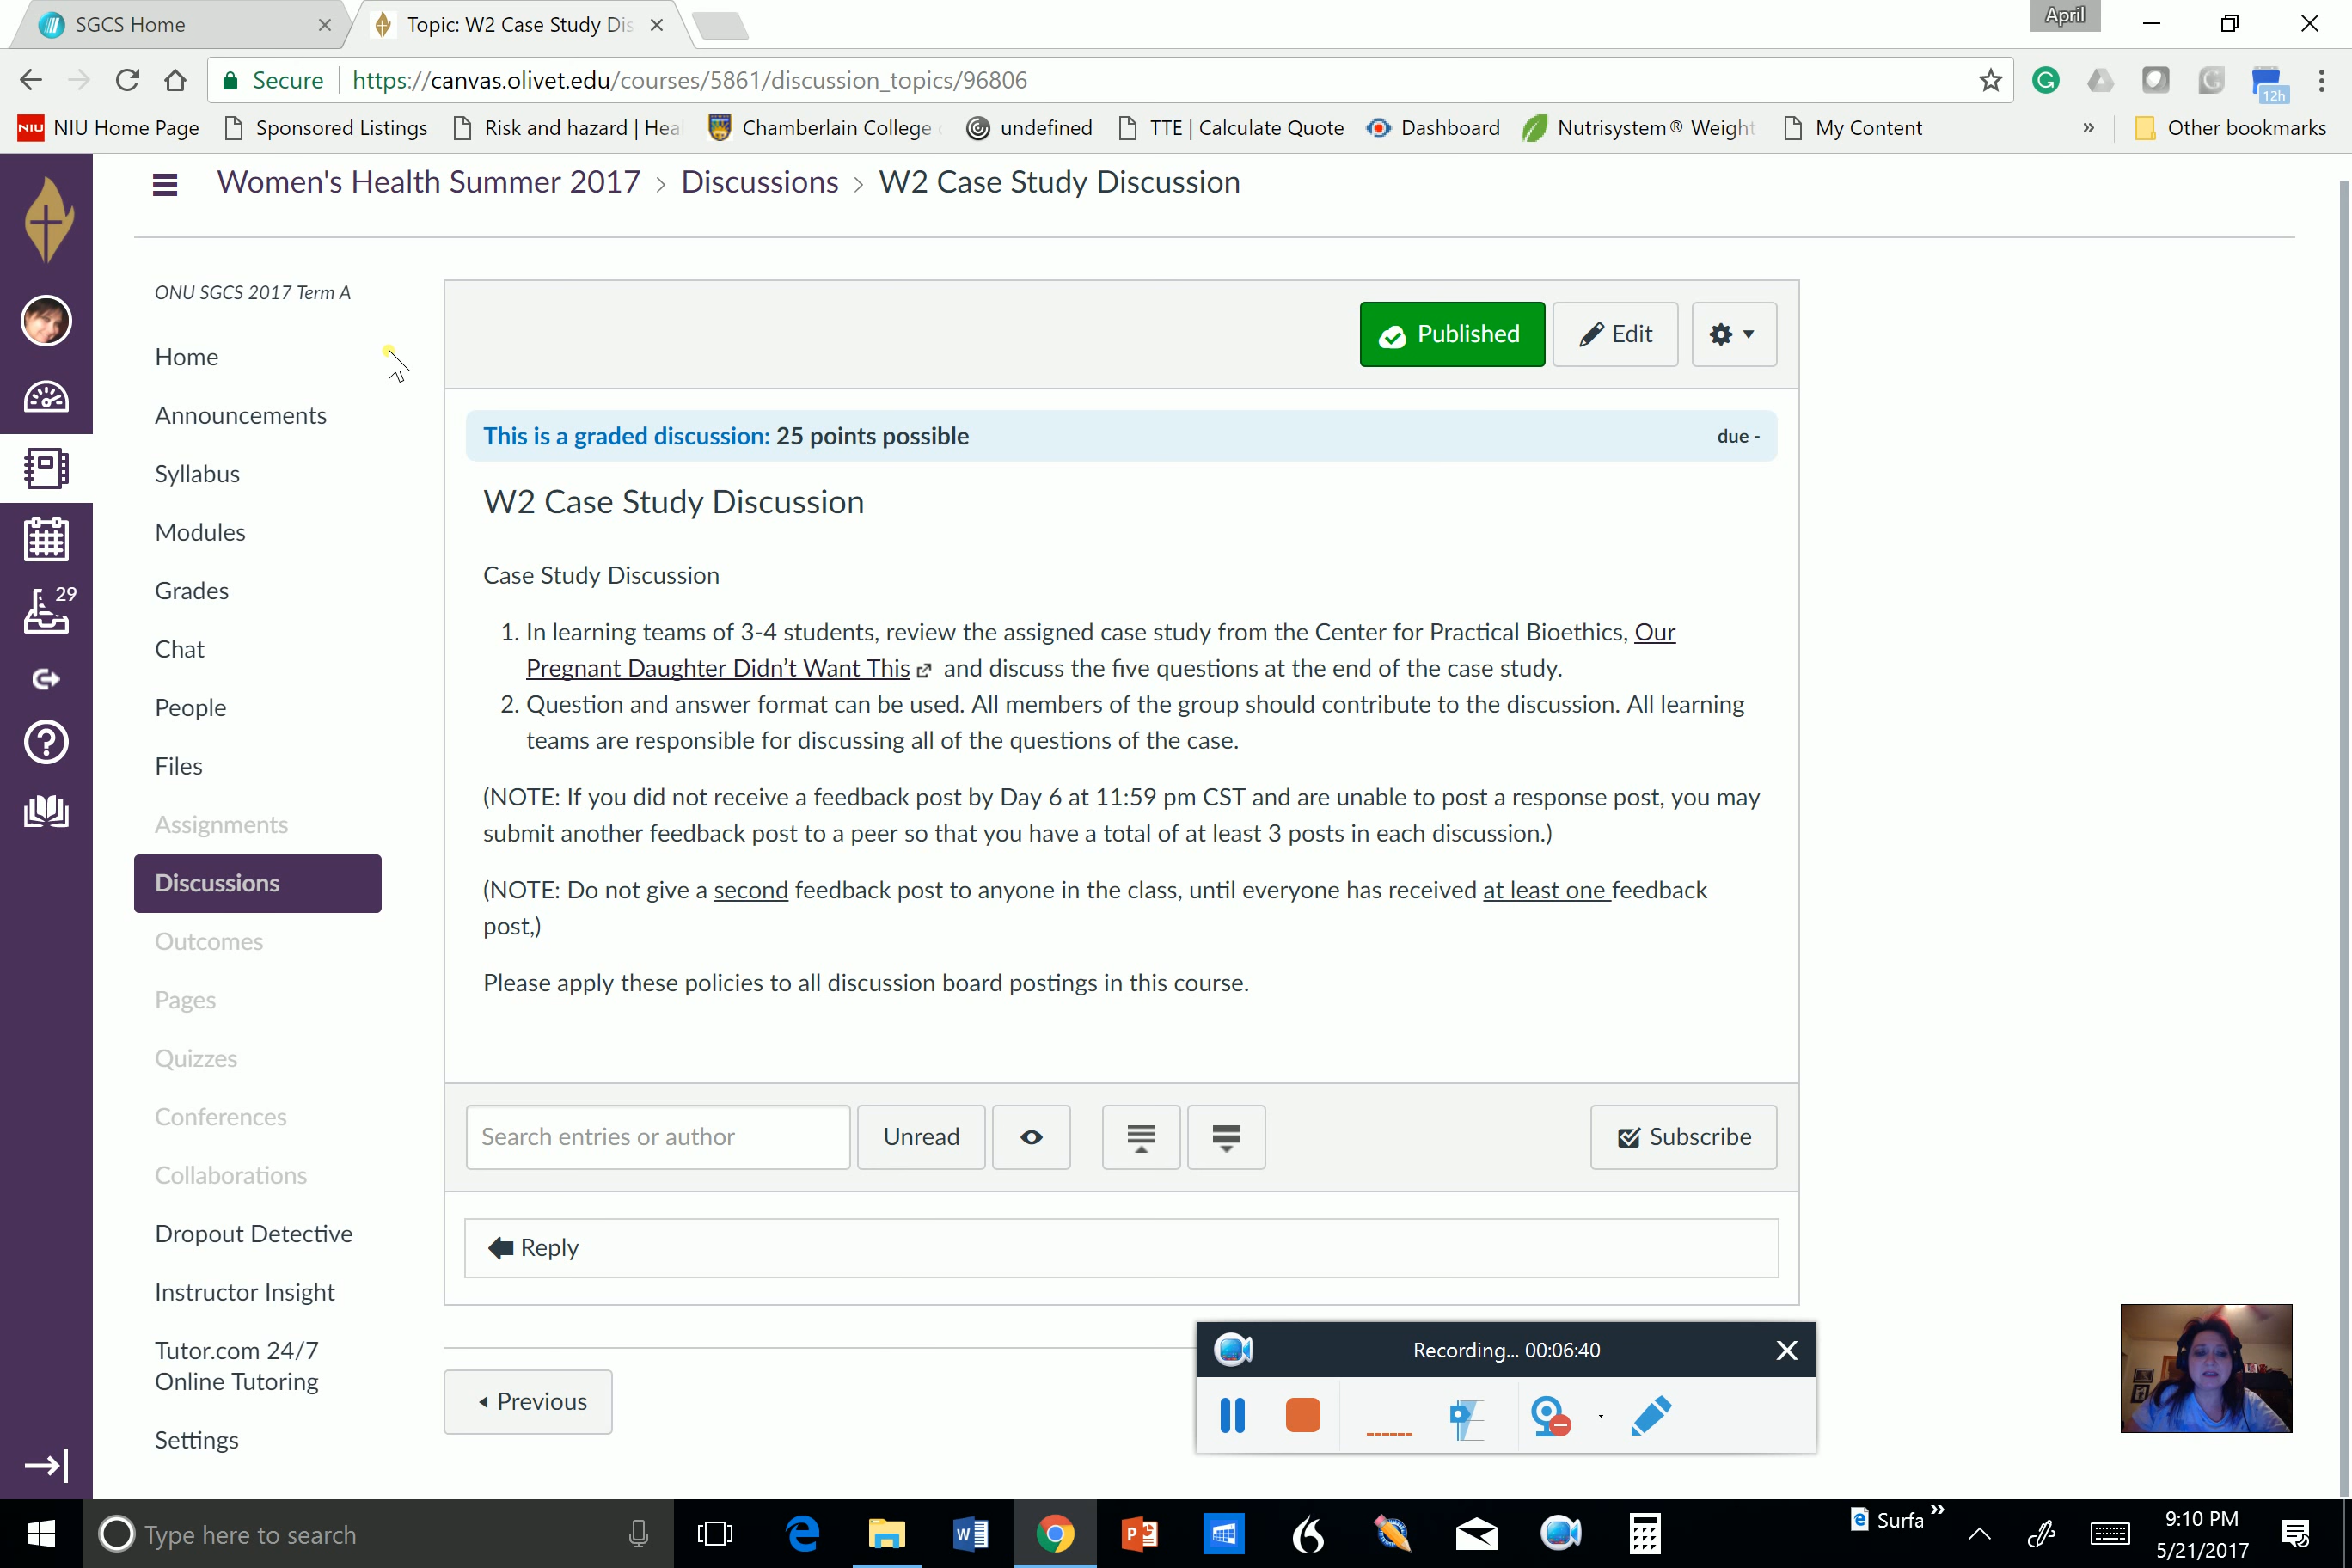 SGCS Home
Topic: W2 Case Study Dis
April
Secure
https://canvas.olivet.edu/courses/5861/discussion_topics/96806
12h
NIU
NIU Home Page
Sponsored Listings
Risk and hazard | Heal
Chamberlain College
undefined
TTE | Calculate Quote
Dashboard
Nutrisystem® Weight
My Content
»
Other bookmarks
Women's Health Summer 2017 > Discussions > W2 Case Study Discussion
ONU SGCS 2017 Term A
Home
Announcements
Syllabus
Modules
Grades
Chat
People
Files
Assignments
Discussions
Outcomes
Pages
Quizzes
Conferences
Collaborations
Dropout Detective
Instructor Insight
Tutor.com 24/7
Online Tutoring
Settings
29
Published
Edit
This is a graded discussion: 25 points possible
due -
W2 Case Study Discussion
Case Study Discussion
1. In learning teams of 3-4 students, review the assigned case study from the Center for Practical Bioethics, Our
Pregnant Daughter Didn't Want This and discuss the five questions at the end of the case study.
2. Question and answer format can be used. All members of the group should contribute to the discussion. All learning
teams are responsible for discussing all of the questions of the case.
(NOTE: If you did not receive a feedback post by Day 6 at 11:59 pm CST and are unable to post a response post, you may
submit another feedback post to a peer so that you have a total of at least 3 posts in each discussion.)
(NOTE: Do not give a second feedback post to anyone in the class, until everyone has received at least one feedback
post,)
Please apply these policies to all discussion board postings in this course.
Search entries or author
Unread
Subscribe
Reply
Previous
Recording... 00:06:40
Type here to search
Surfa
»
9:10 PM
5/21/2017